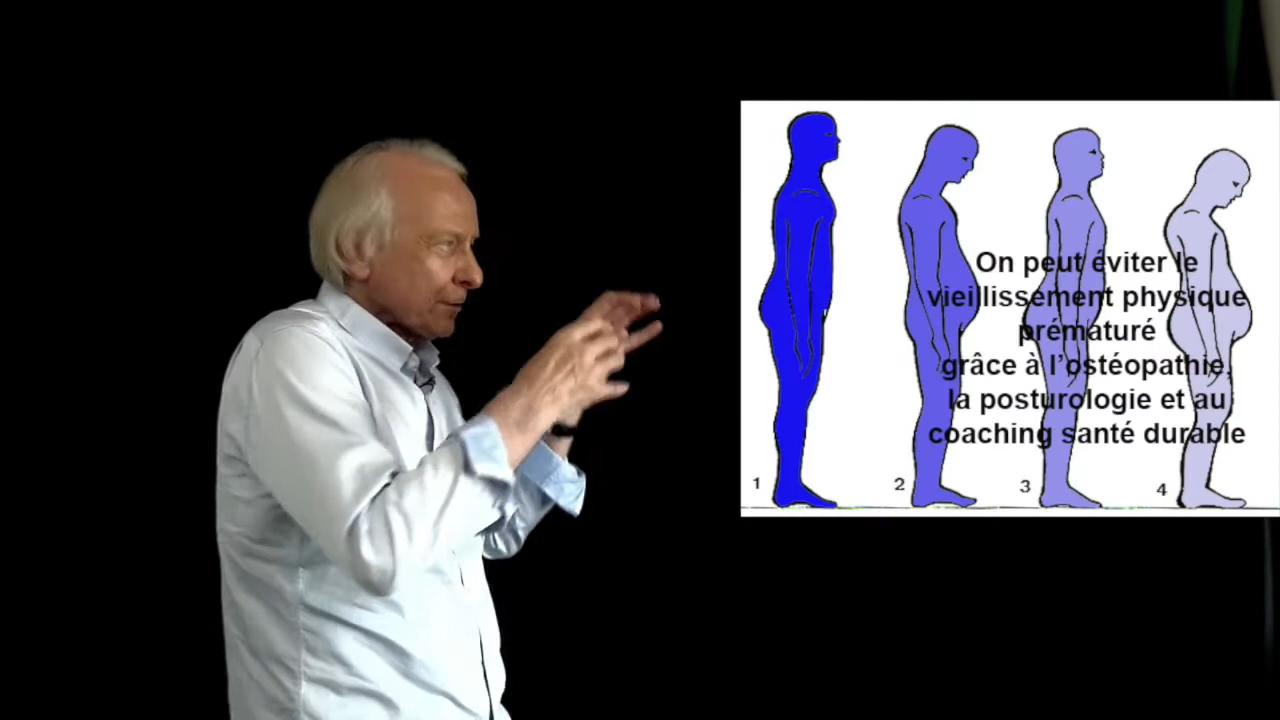 On peut éviter le
vieillissement physique
prématuré
grâce à l'ostéopathie,
la posturologie et au
coaching santé durable
1 2 3 4